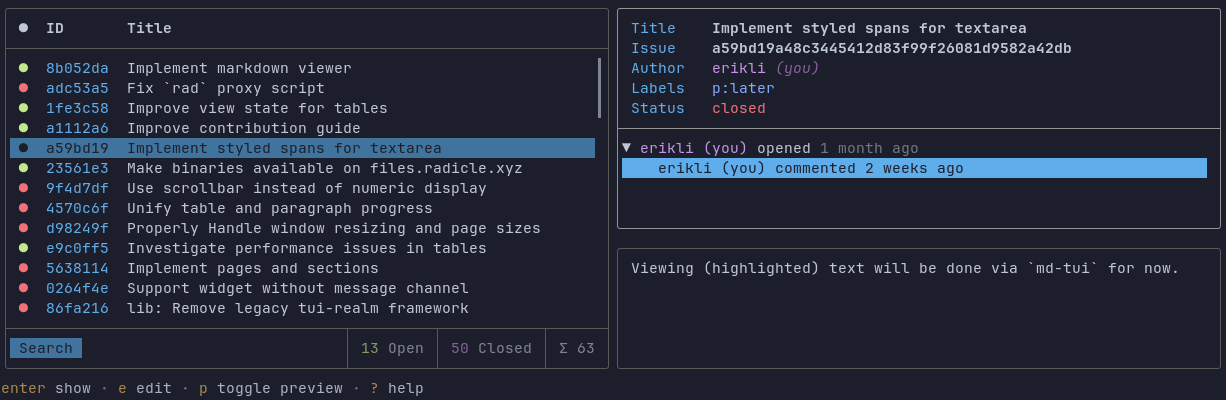 ● ID Title
● 8b052da Implement markdown viewer
● adc53a5 Fix `rad` proxy script
● 1fe3c58 Improve view state for tables
● a1112a6 Improve contribution guide
● a59bd19 Implement styled spans for textarea
● 23561e3 Make binaries available on files.radicle.xyz
● 9f4d7df Use scrollbar instead of numeric display
● 4570c6f Unify table and paragraph progress
● d98249f Properly Handle window resizing and page sizes
● e9c0ff5 Investigate performance issues in tables
● 5638114 Implement pages and sections
● 0264f4e Support widget without message channel
● 86fa216 lib: Remove legacy tui-realm framework
Search 13 Open 50 Closed Σ 63
Title Implement styled spans for textarea
Issue a59bd19a48c3445412d83f99f26081d9582a42db
Author erikli (you)
Labels p:later
Status closed
▼ erikli (you) opened 1 month ago
erikli (you) commented 2 weeks ago
Viewing (highlighted) text will be done via `md-tui` for now.
enter show · e edit · p toggle preview · ? help